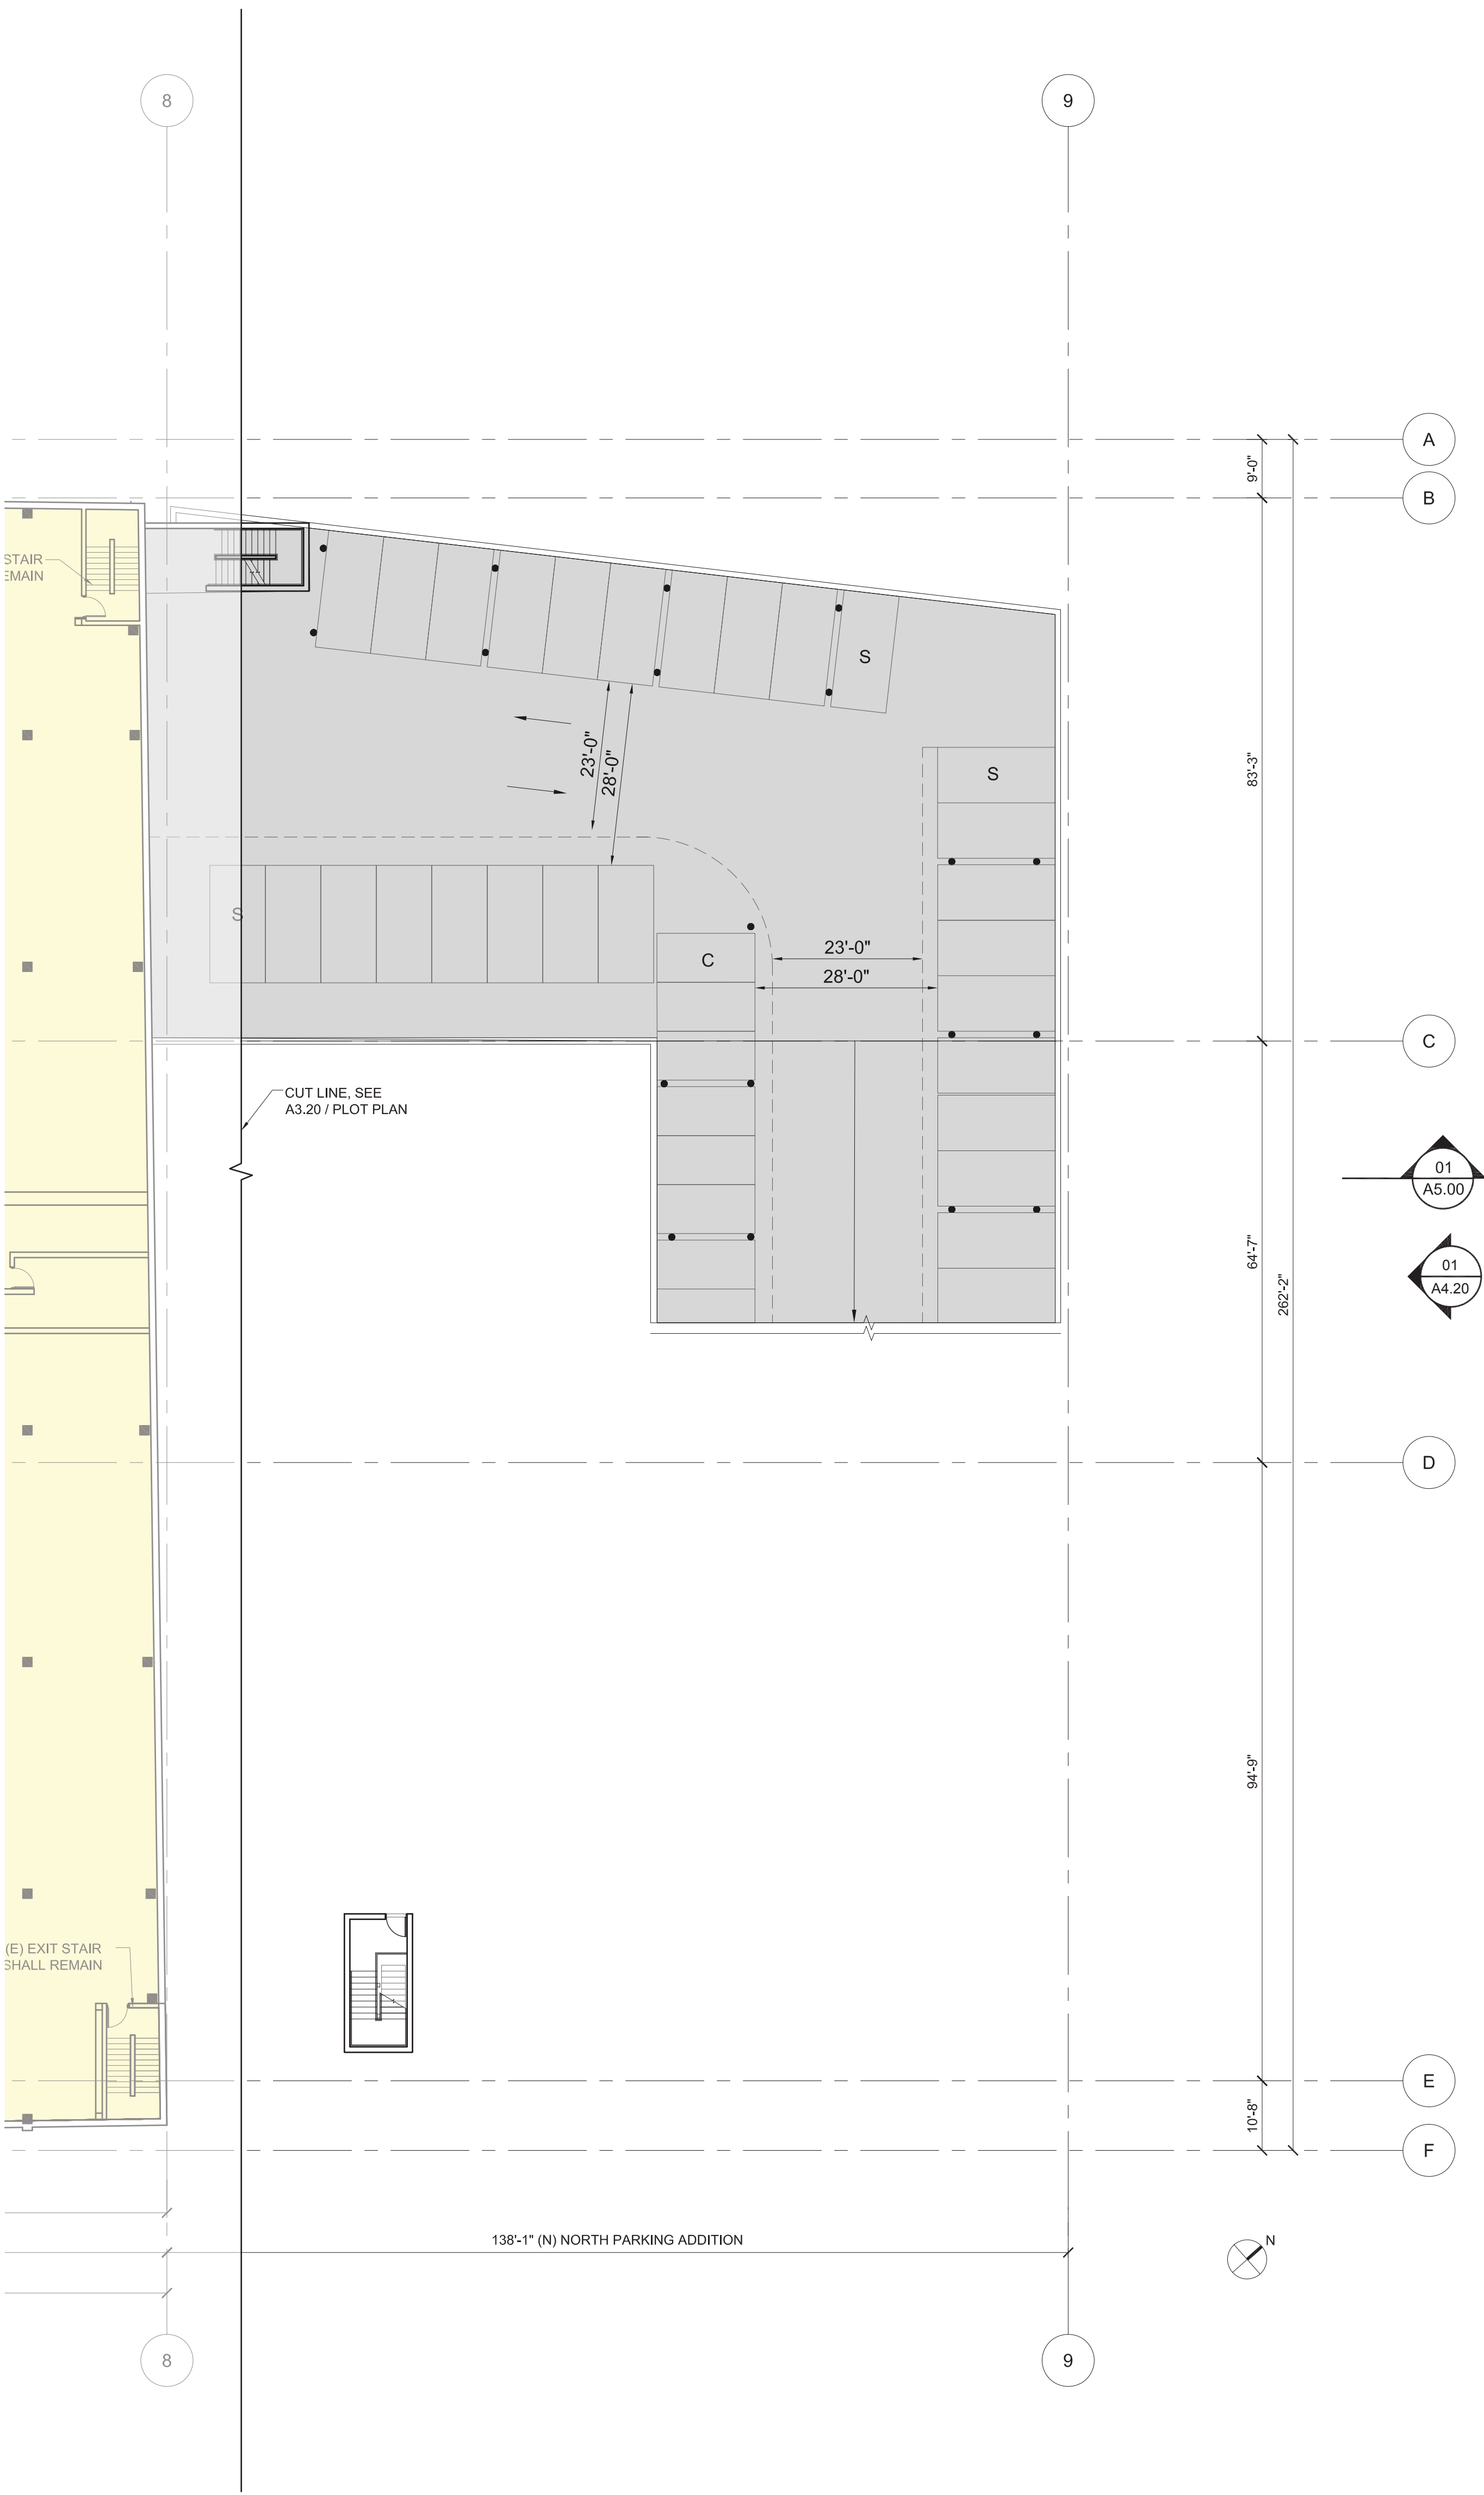 8
9
A
9'-0"
B
STAIR
EMAIN
S
83'-3"
23'-0"
28'-0"
S
S
C
23'-0"
28'-0"
C
CUT LINE, SEE
A3.20 / PLOT PLAN
01
A5.00
64'-7"
01
A4.20
262'-2"
D
94'-9"
(E) EXIT STAIR
SHALL REMAIN
E
10'-8"
F
138'-1" (N) NORTH PARKING ADDITION
N
8
9